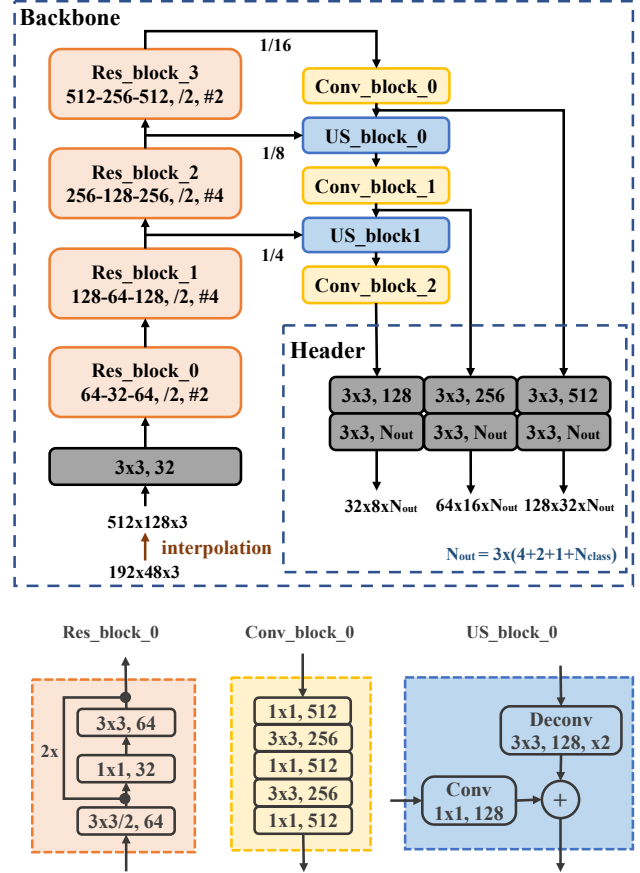 Backbone
1/16
Res_block_3
512-256-512, /2, #2
Conv_block_0
US_block_0
1/8
Res_block_2
256-128-256, /2, #4
Conv_block_1
US_block1
1/4
Res_block_1
128-64-128, /2, #4
Conv_block_2
Header
Res_block_0
64-32-64, /2, #2
3x3, 128
3x3, 256
3x3, 512
3x3, Nout
3x3, Nout
3x3, Nout
3x3, 32
32x8xNout
64x16xNout
128x32xNout
512x128x3
interpolation
192x48x3
Nout = 3x(4+2+1+Nclass)
Res_block_0
Conv_block_0
US_block_0
3x3, 64
2x
1x1, 32
3x3/2, 64
1x1, 512
3x3, 256
1x1, 512
3x3, 256
1x1, 512
Deconv
3x3, 128, x2
Conv
1x1, 128
+